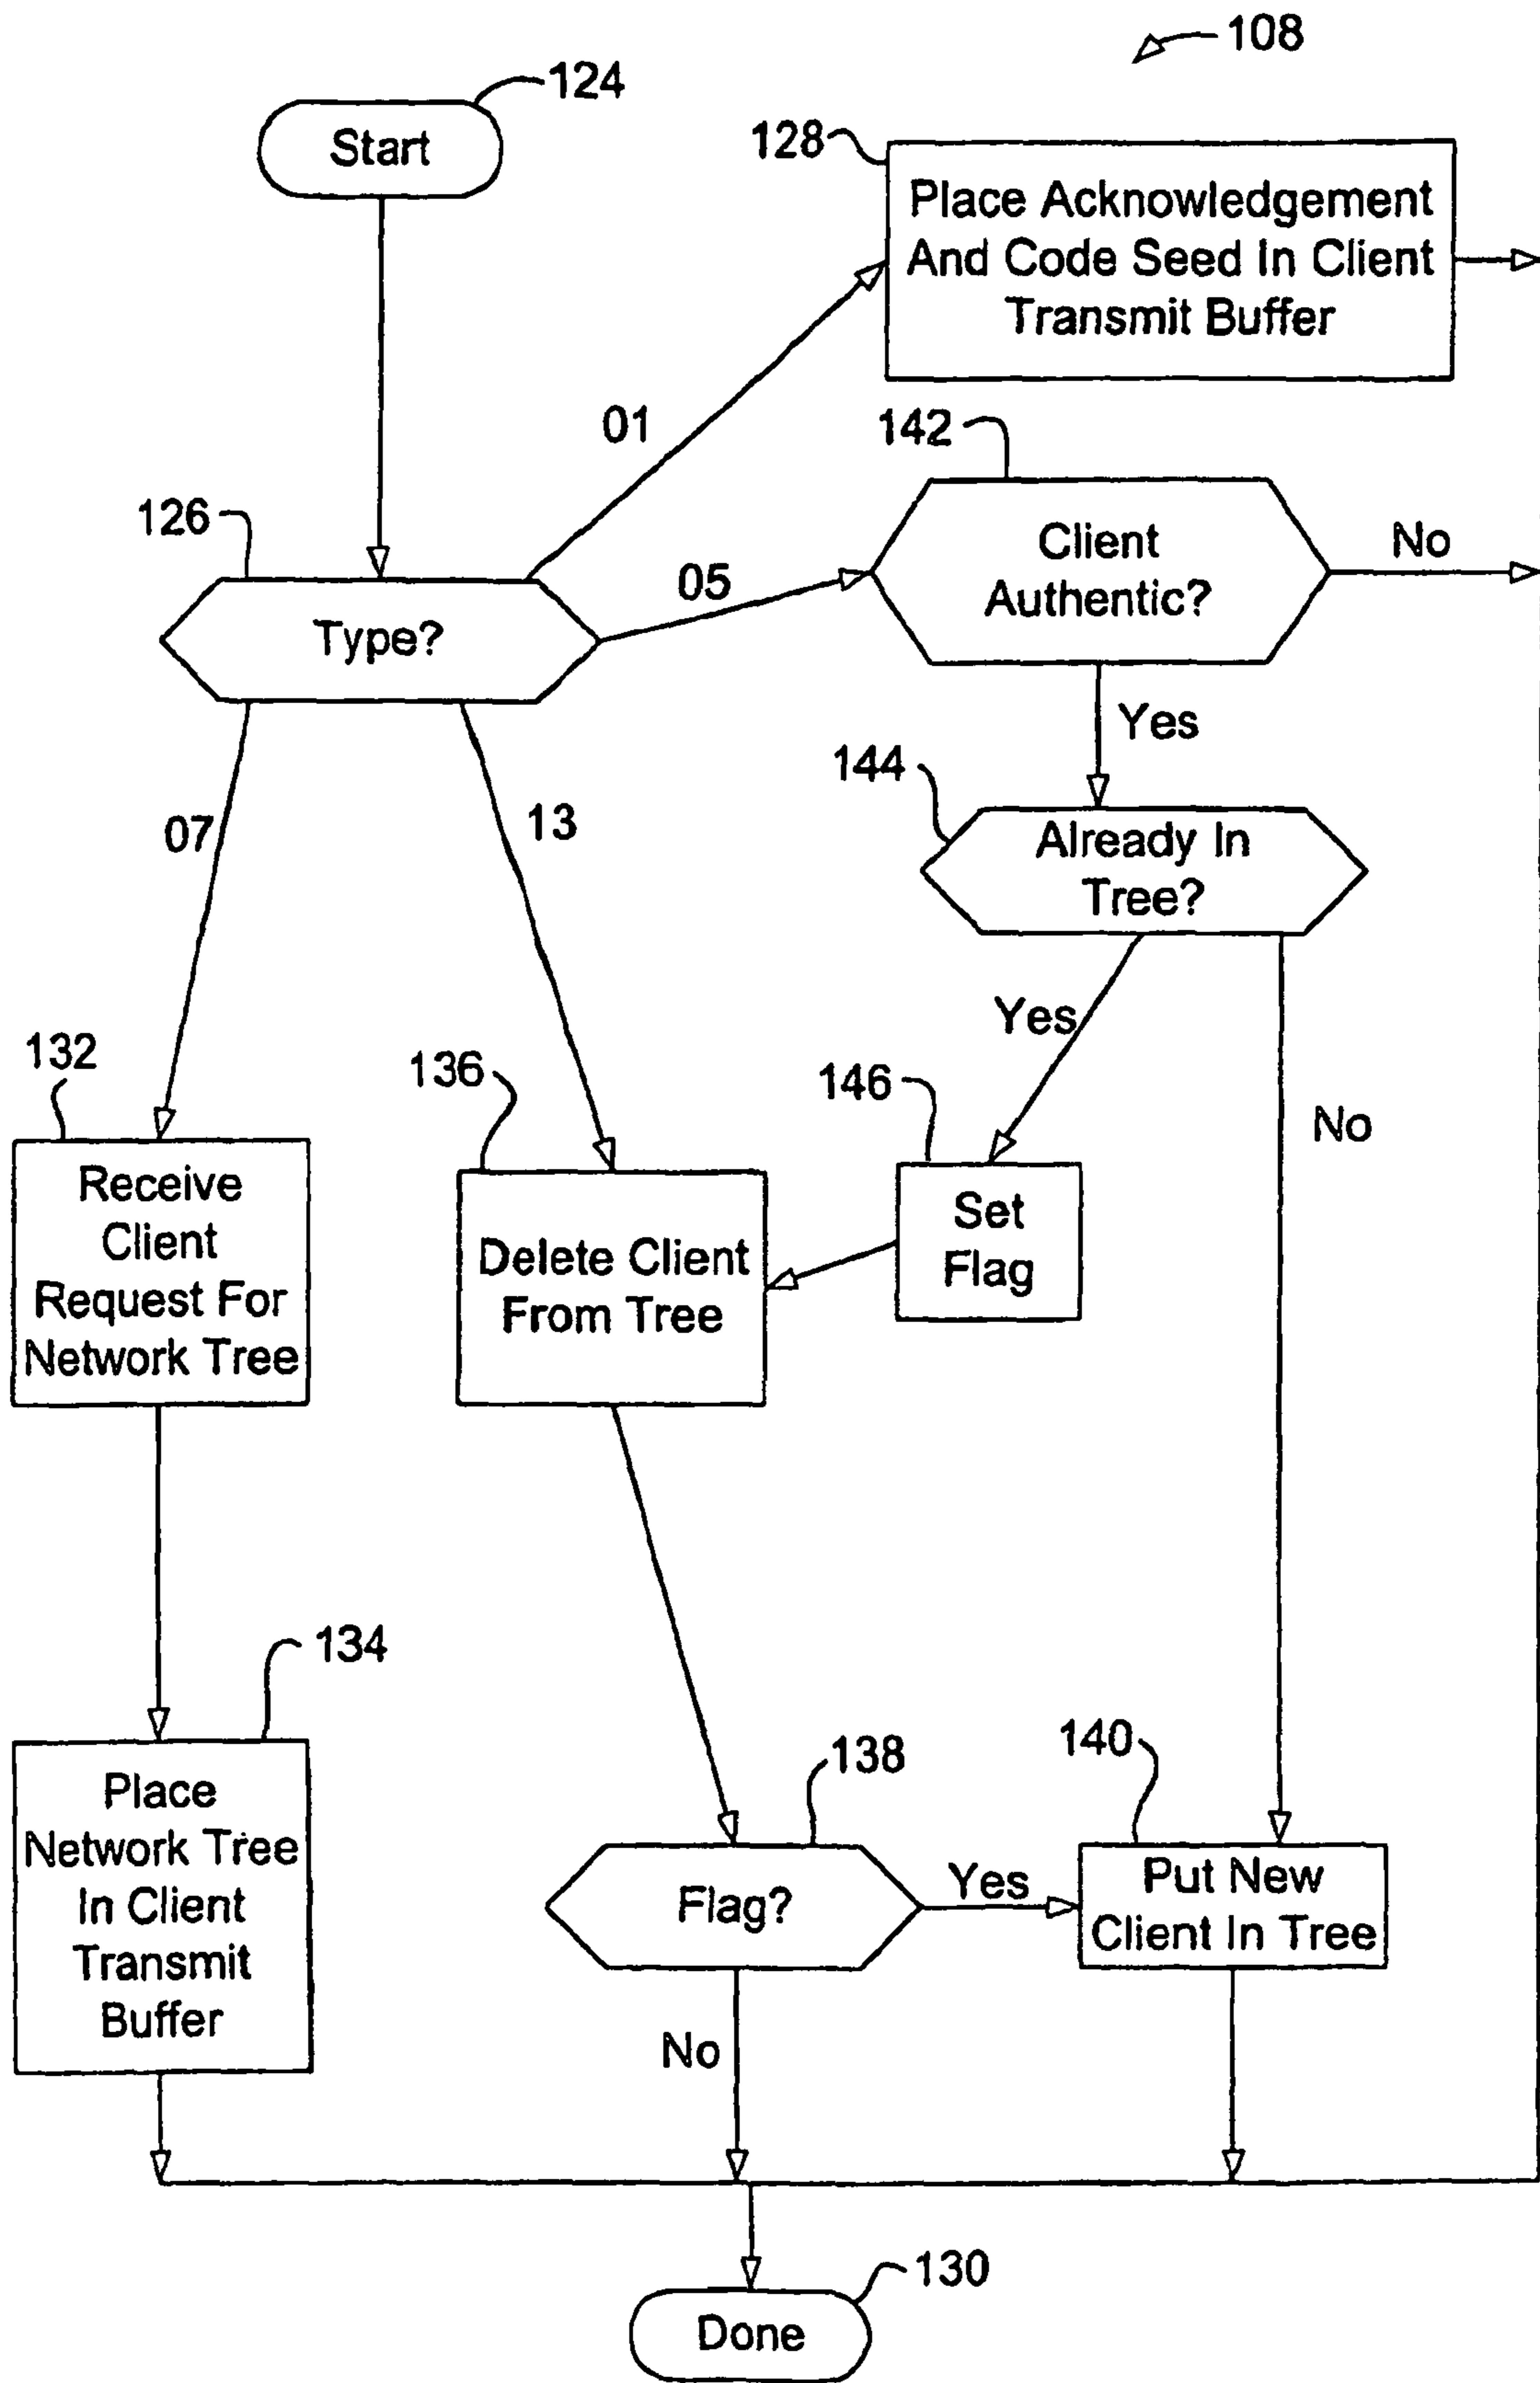 108
124
Start
128
Place Acknowledgement
And Code Seed In Client
Transmit Buffer
01
142
Client
Authentic?
No
126
Type?
05
Yes
144
Already In
Tree?
07
13
Yes
No
132
Receive
Client
Request For
Network Tree
136
Delete Client
From Tree
146
Set
Flag
134
Place
Network Tree
In Client
Transmit
Buffer
138
Flag?
Yes
No
140
Put New
Client In Tree
130
Done